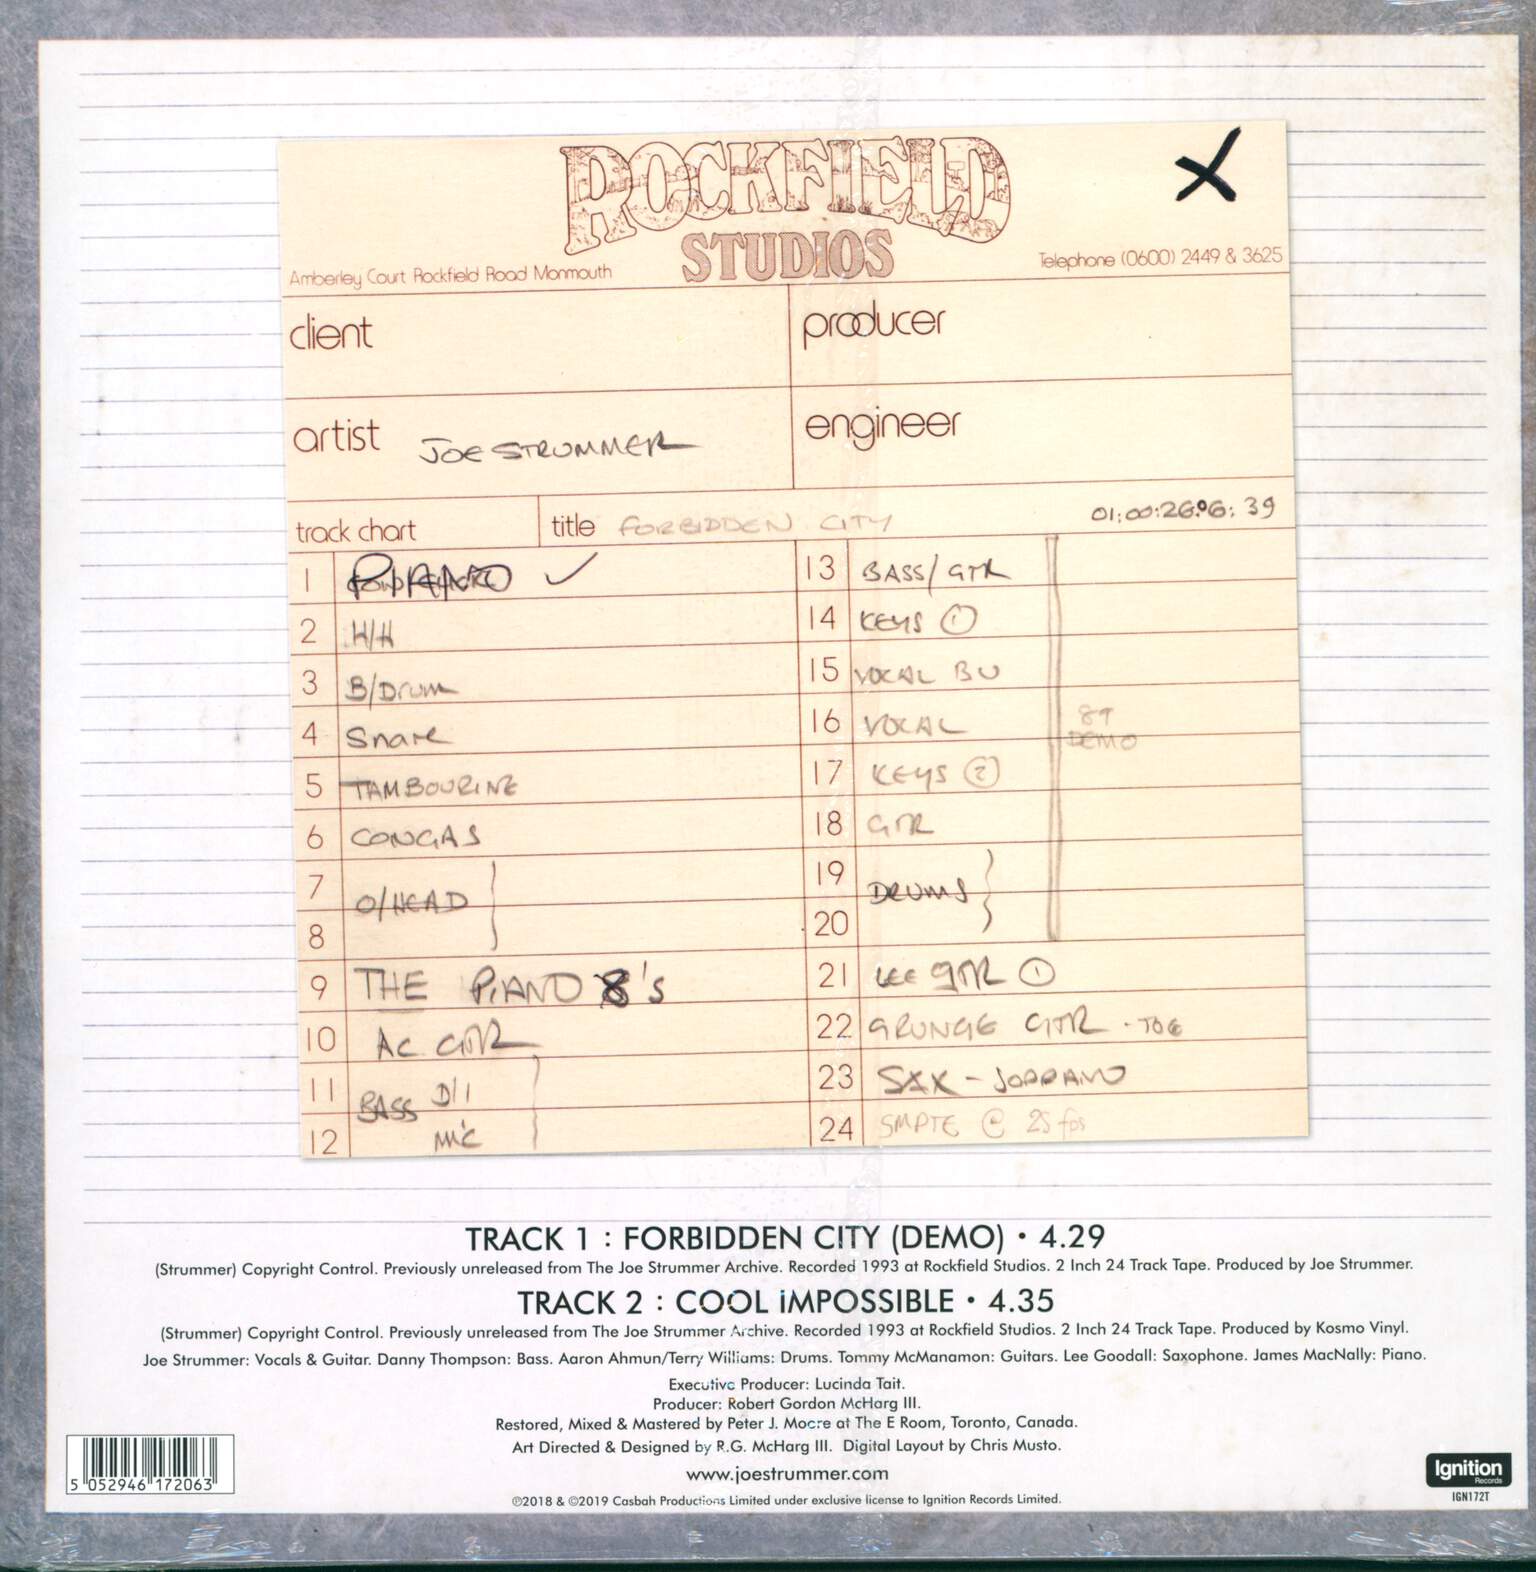 ROCKFIELD
STUDIOS
Amberley Court Rockfield Road Monmouth
Telephone (0600) 2449 & 3625
client
producer
artist JOE STRUMMER
engineer
track chart
title FORBIDDEN CITY
1 PIANO ✓
2 H/H
3 B/Drum
4 Snare
5 TAMBOURINE
6 CONGAS
7
8
O/HEAD
9 THE PIANO 8's
10 AC GTR
11
12
BASS D/I
MIC
13 BASS/GTR
14 KEYS ①
15 VOCAL BU
16 VOCAL
17 KEYS ②
18 GTR
19
20
DRUMS
8T
DEMO
21 LEE GTR ①
22 GRUNGE GTR - JOE
23 SAX -
24 SMPTE @ 25 fps
TRACK 1 : FORBIDDEN CITY (DEMO) • 4.29
(Strummer) Copyright Control. Previously unreleased from The Joe Strummer Archive. Recorded 1993 at Rockfield Studios. 2 Inch 24 Track Tape. Produced by Joe Strummer.
TRACK 2 : COOL IMPOSSIBLE • 4.35
(Strummer) Copyright Control. Previously unreleased from The Joe Strummer Archive. Recorded 1993 at Rockfield Studios. 2 Inch 24 Track Tape. Produced by Kosmo Vinyl.
Joe Strummer: Vocals & Guitar. Danny Thompson: Bass. Aaron Ahmun/Terry Williams: Drums. Tommy McManamon: Guitars. Lee Goodall: Saxophone. James MacNally: Piano.
Executive Producer: Lucinda Tait.
Producer: Robert Gordon McHarg III.
Restored, Mixed & Mastered by Peter J. Moore at The E Room, Toronto, Canada.
Art Directed & Designed by R.G. McHarg III. Digital Layout by Chris Musto.
www.joestrummer.com
℗2018 & ©2019 Casbah Productions Limited under exclusive license to Ignition Records Limited.
5 052946 172063
Ignition
Records
IGN172T